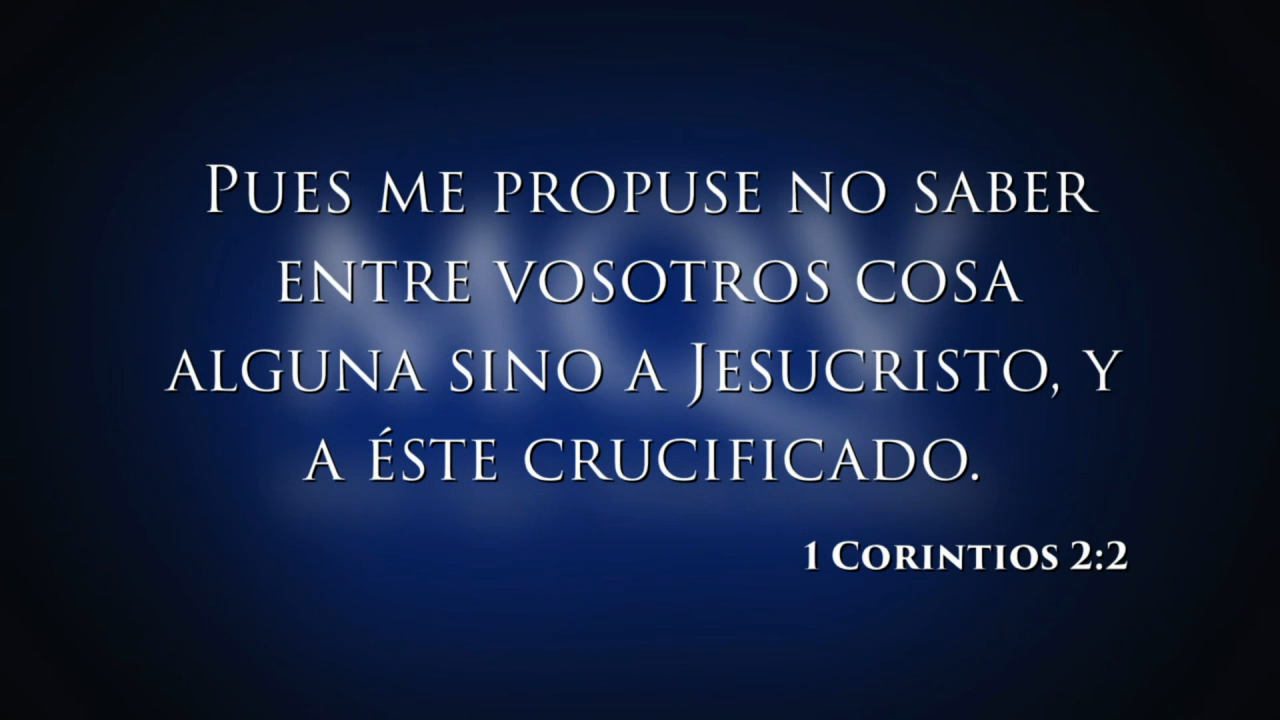 Pues me propuse no saber
entre vosotros cosa
alguna sino a Jesucristo, y
a éste crucificado.
1 Corintios 2:2